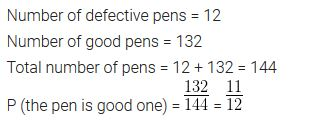 Number of defective pens = 12
Number of good pens = 132
Total number of pens = 12 + 132 = 144
P (the pen is good one) = 132/144 = 11/12